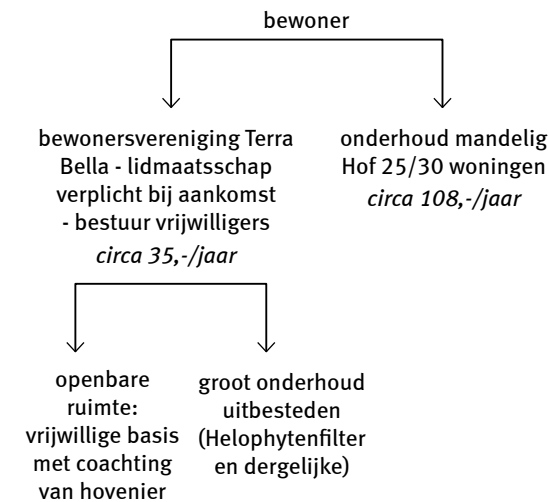 bewoner
bewonersvereniging Terra
Bella - lidmaatsschap
verplicht bij aankomst
- bestuur vrijwilligers
circa 35,-/jaar
onderhoud mandelig
Hof 25/30 woningen
circa 108,-/jaar
openbare
ruimte:
vrijwillige basis
met coachting
van hovenier
groot onderhoud
uitbesteden
(Helophytenfilter
en dergelijke)